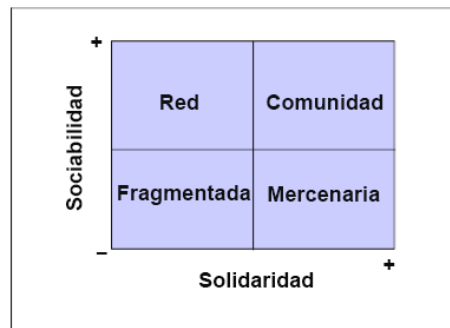 +
Sociabilidad
Red
Comunidad
Fragmentada
Mercenaria
–
+
Solidaridad